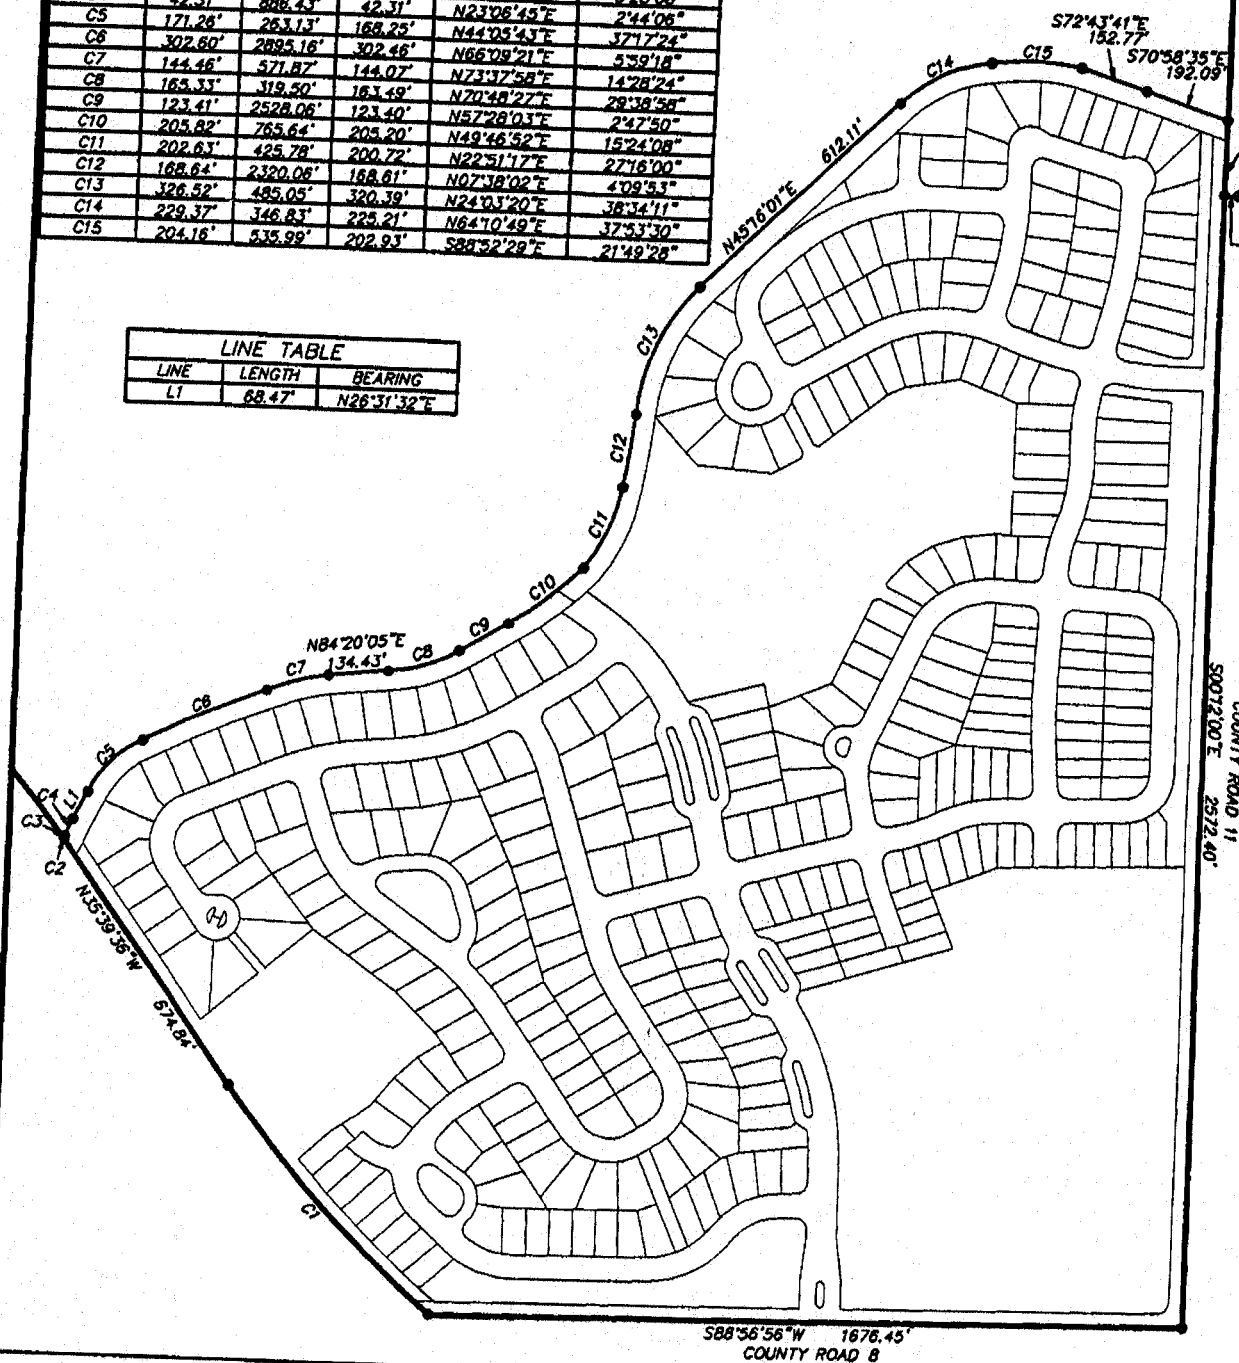 42.31' 886.43' 42.31' N23°06'45"E 2°44'06"
C5 171.26' 263.13' 168.25' N44°05'43"E 37°17'24"
C6 302.60' 2895.16' 302.46' N66°09'21"E 5°59'18"
C7 144.46' 571.87' 144.07' N73°37'58"E 14°28'24"
C8 165.33' 319.50' 163.49' N70°48'27"E 29°38'58"
C9 123.41' 2528.06' 123.40' N57°28'03"E 2°47'50"
C10 205.82' 765.64' 205.20' N49°46'52"E 15°24'08"
C11 202.63' 425.78' 200.72' N22°51'17"E 27°16'00"
C12 168.64' 2320.06' 168.61' N07°38'02"E 4°09'53"
C13 326.52' 485.05' 320.39' N24°03'20"E 38°34'11"
C14 229.37' 346.83' 225.21' N64°10'49"E 37°53'30"
C15 204.16' 535.99' 202.93' S88°52'29"E 21°49'28"
S72°43'41"E
152.77'
S70°58'35"E
192.09'
C15
C14
612.11'
N45°16'01"E
LINE TABLE
LINE LENGTH BEARING
L1 68.47' N26°31'32"E
C13
C12
C11
C10
C9
C8
N84°20'05"E
134.43'
C7
C6
C5
L1
C4
C3
C2
N35°39'36"W 674.84'
C1
COUNTY ROAD 11
S00°12'00"E 2572.40'
S88°56'56"W 1676.45'
COUNTY ROAD 8